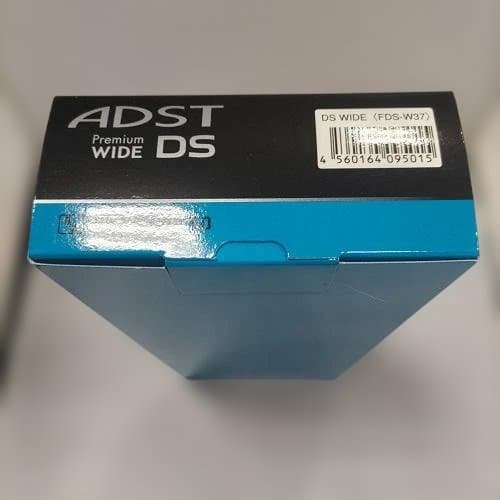 ADST
Premium
WIDE DS
DS WIDE〈FDS-W37〉
4 560164 095015